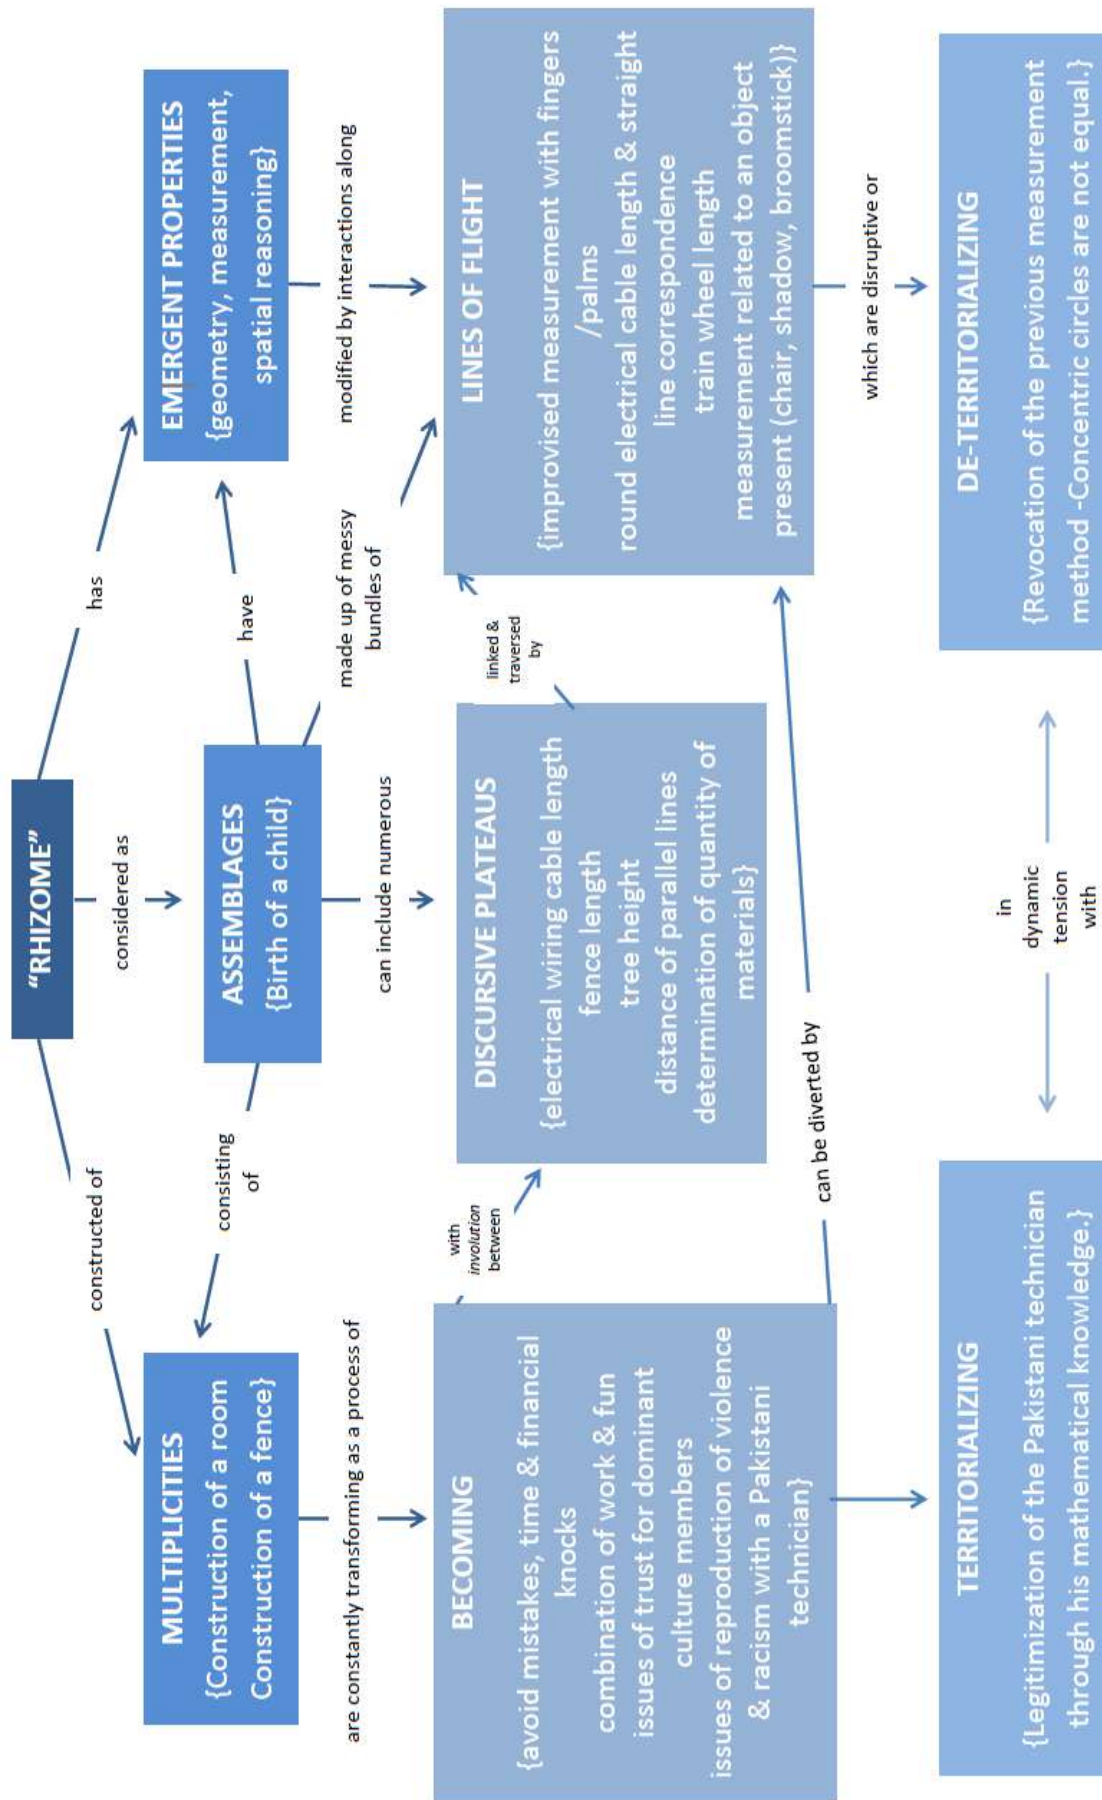 "RHIZOME"
constructed of
considered as
has
MULTIPLICITIES
{Construction of a room
Construction of a fence}
consisting
of
ASSEMBLAGES
{Birth of a child}
have
EMERGENT PROPERTIES
{geometry, measurement,
spatial reasoning}
are constantly transforming as a process of
can include numerous
made up of messy
bundles of
modified by interactions along
BECOMING
{avoid mistakes, time & financial
knocks
combination of work & fun
issues of trust for dominant
culture members
issues of reproduction of violence
& racism with a Pakistani
technician}
with
involution
between
DISCURSIVE PLATEAUS
{electrical wiring cable length
fence length
tree height
distance of parallel lines
determination of quantity of
materials}
linked &
traversed
by
LINES OF FLIGHT
{improvised measurement with fingers
/palms
round electrical cable length & straight
line correspondence
train wheel length
measurement related to an object
present (chair, shadow, broomstick)}
can be diverted by
which are disruptive or
TERRITORIALIZING
{Legitimization of the Pakistani technician
through his mathematical knowledge.}
in
dynamic
tension
with
DE-TERRITORIALIZING
{Revocation of the previous measurement
method -Concentric circles are not equal.}